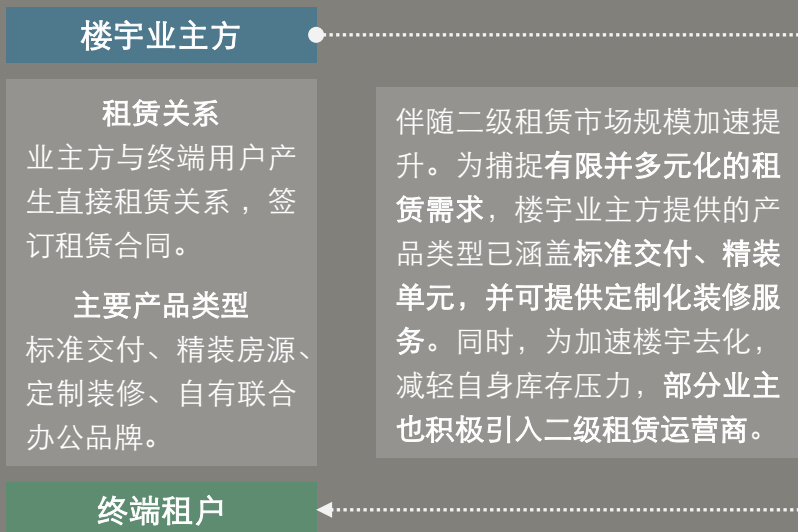 楼宇业主方
租赁关系
业主方与终端用户产
生直接租赁关系，签
订租赁合同。
主要产品类型
标准交付、精装房源、
定制装修、自有联合
办公品牌。
伴随二级租赁市场规模加速提
升。为捕捉有限并多元化的租
赁需求，楼宇业主方提供的产
品类型已涵盖标准交付、精装
单元，并可提供定制化装修服
务。同时，为加速楼宇去化，
减轻自身库存压力，部分业主
也积极引入二级租赁运营商。
终端租户